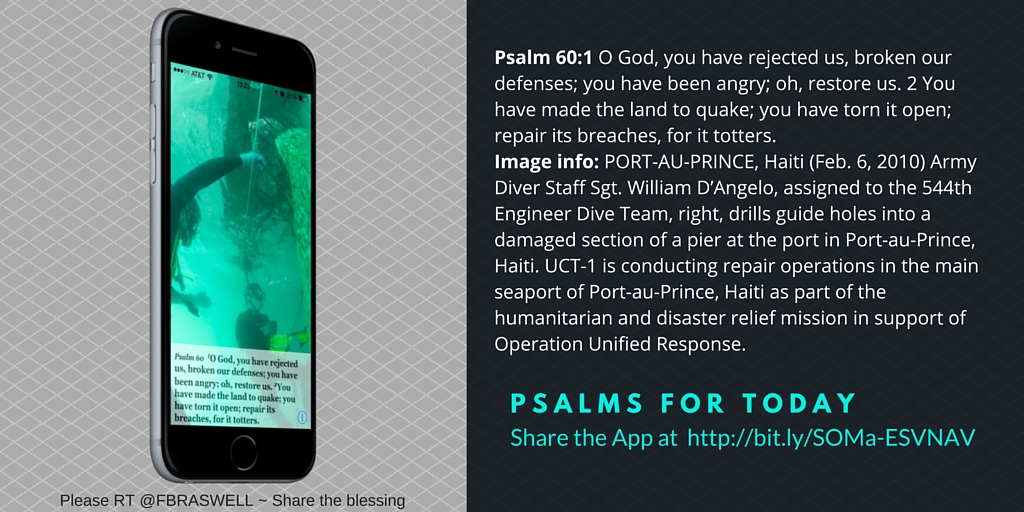 AT&T
13:23
Psalm 60 1O God, you have rejected
us, broken our defenses; you have
been angry; oh, restore us. 2You
have made the land to quake; you
have torn it open; repair its
breaches, for it totters.
Please RT @FBRASWELL ~ Share the blessing
Psalm 60:1 O God, you have rejected us, broken our
defenses; you have been angry; oh, restore us. 2 You
have made the land to quake; you have torn it open;
repair its breaches, for it totters.
Image info: PORT-AU-PRINCE, Haiti (Feb. 6, 2010) Army
Diver Staff Sgt. William D’Angelo, assigned to the 544th
Engineer Dive Team, right, drills guide holes into a
damaged section of a pier at the port in Port-au-Prince,
Haiti. UCT-1 is conducting repair operations in the main
seaport of Port-au-Prince, Haiti as part of the
humanitarian and disaster relief mission in support of
Operation Unified Response.
PSALMS FOR TODAY
Share the App at http://bit.ly/SOMa-ESVNAV